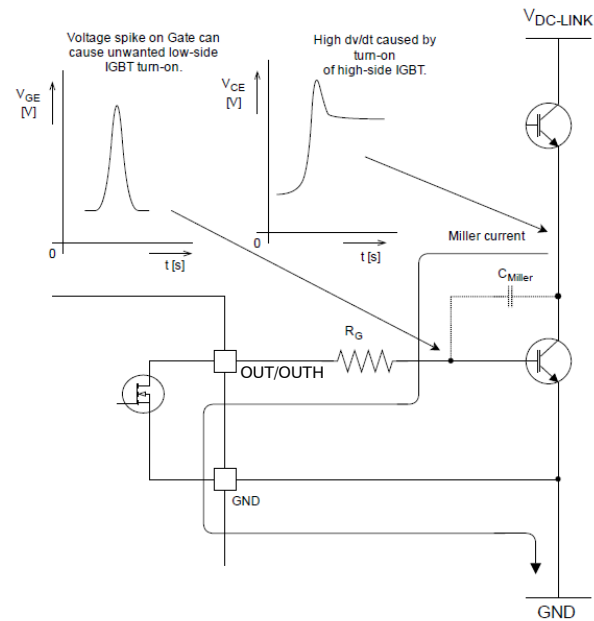 Voltage spike on Gate can
cause unwanted low-side
IGBT turn-on.
High dv/dt caused by
turn-on
of high-side IGBT.
VDC-LINK
VGE
[V]
VCE
[V]
0
t [s]
0
t [s]
Miller current
CMiller
RG
OUT/OUTH
GND
GND